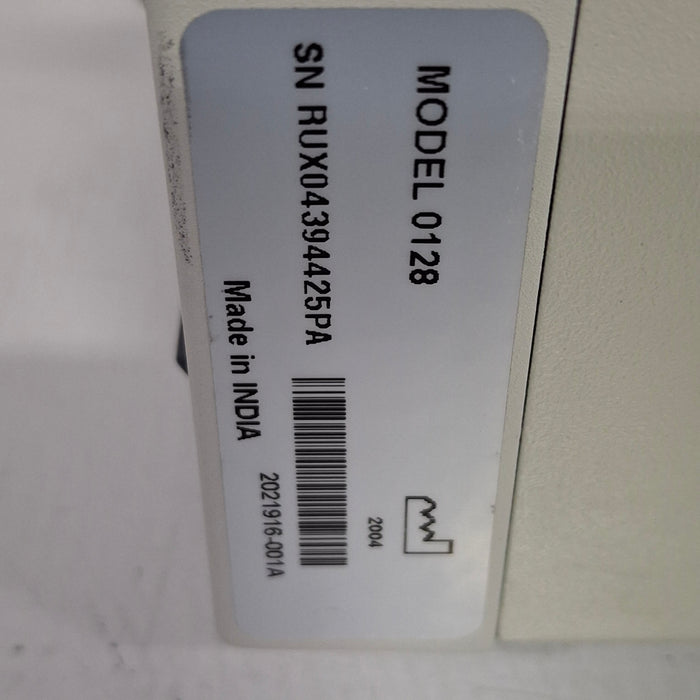 MODEL 0128
2004
SN RUX04394425PA
Made in INDIA
2021916-001A